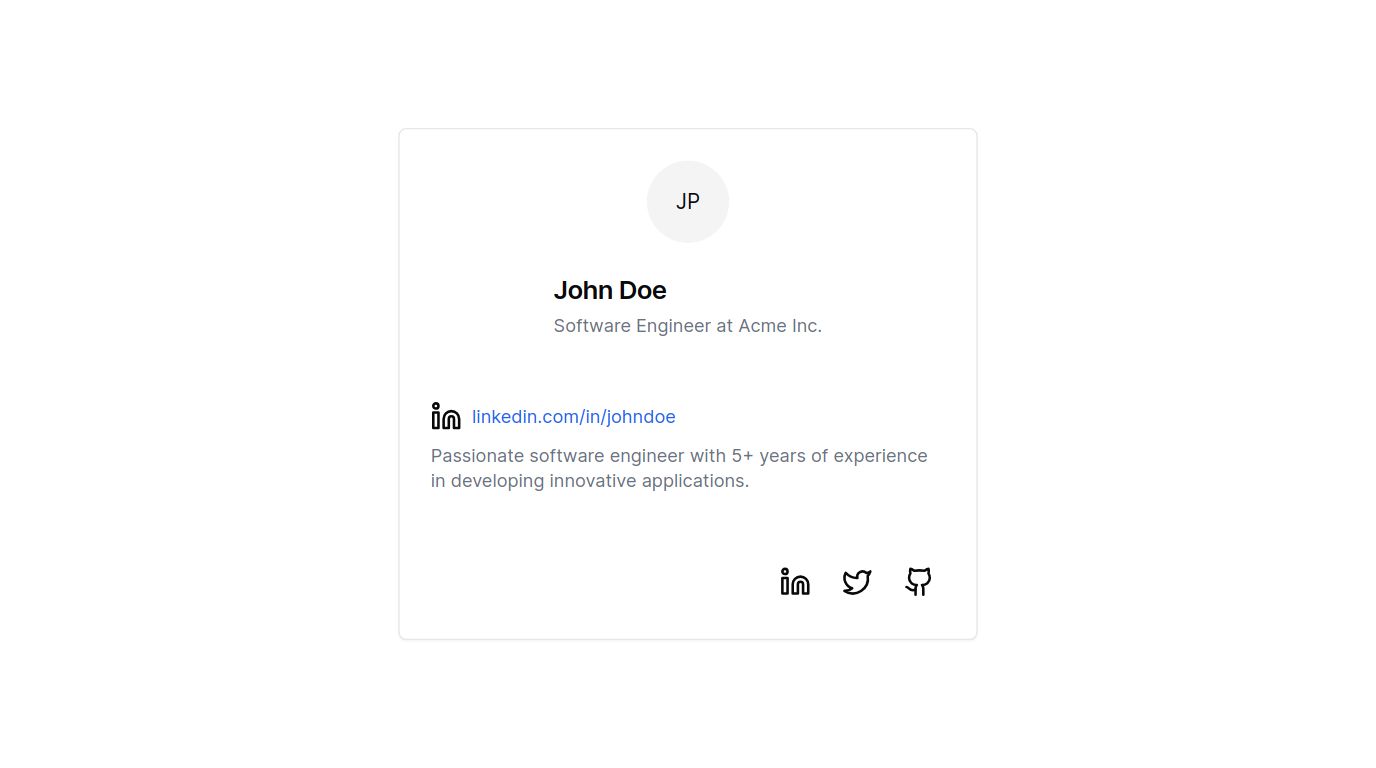 JP
John Doe
Software Engineer at Acme Inc.
linkedin.com/in/johndoe
Passionate software engineer with 5+ years of experience
in developing innovative applications.